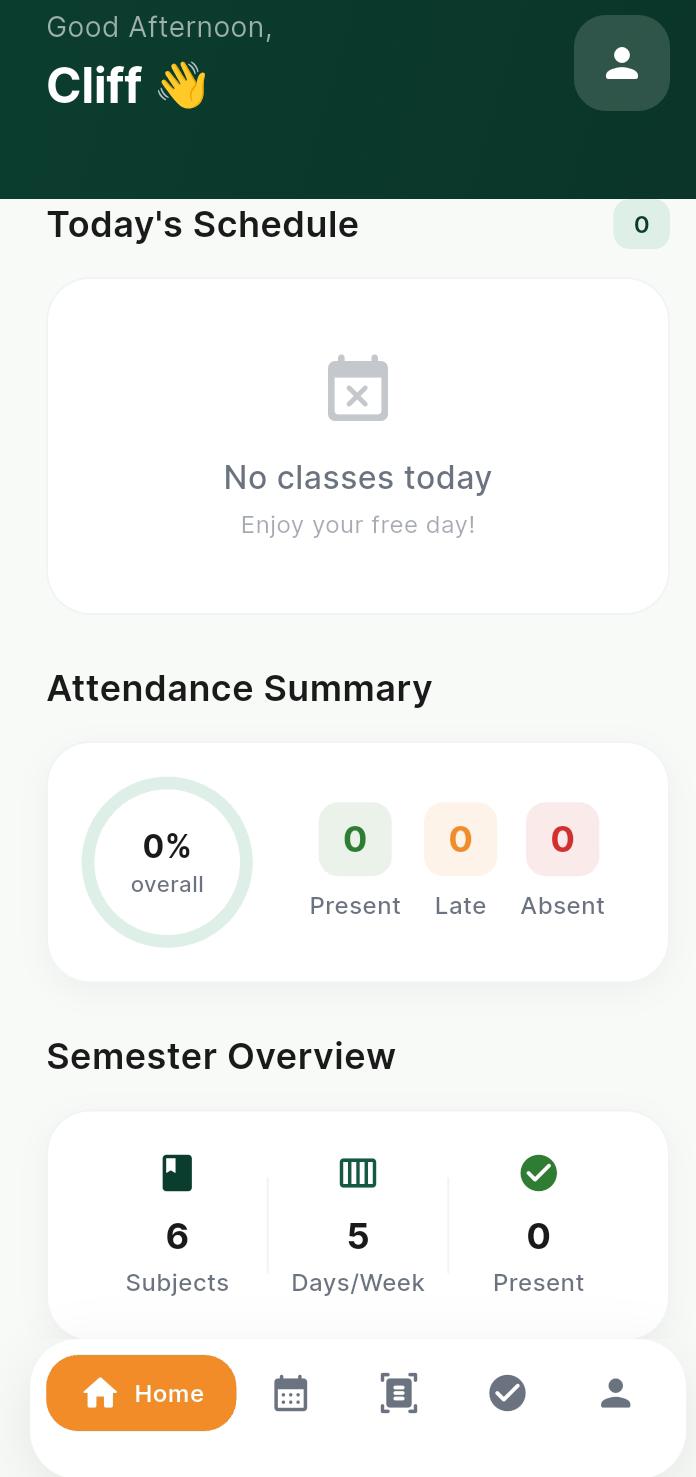 Good Afternoon,
Cliff 👋
Today's Schedule
0
No classes today
Enjoy your free day!
Attendance Summary
0%
overall
0 0 0
Present Late Absent
Semester Overview
6 5 0
Subjects Days/Week Present
Home